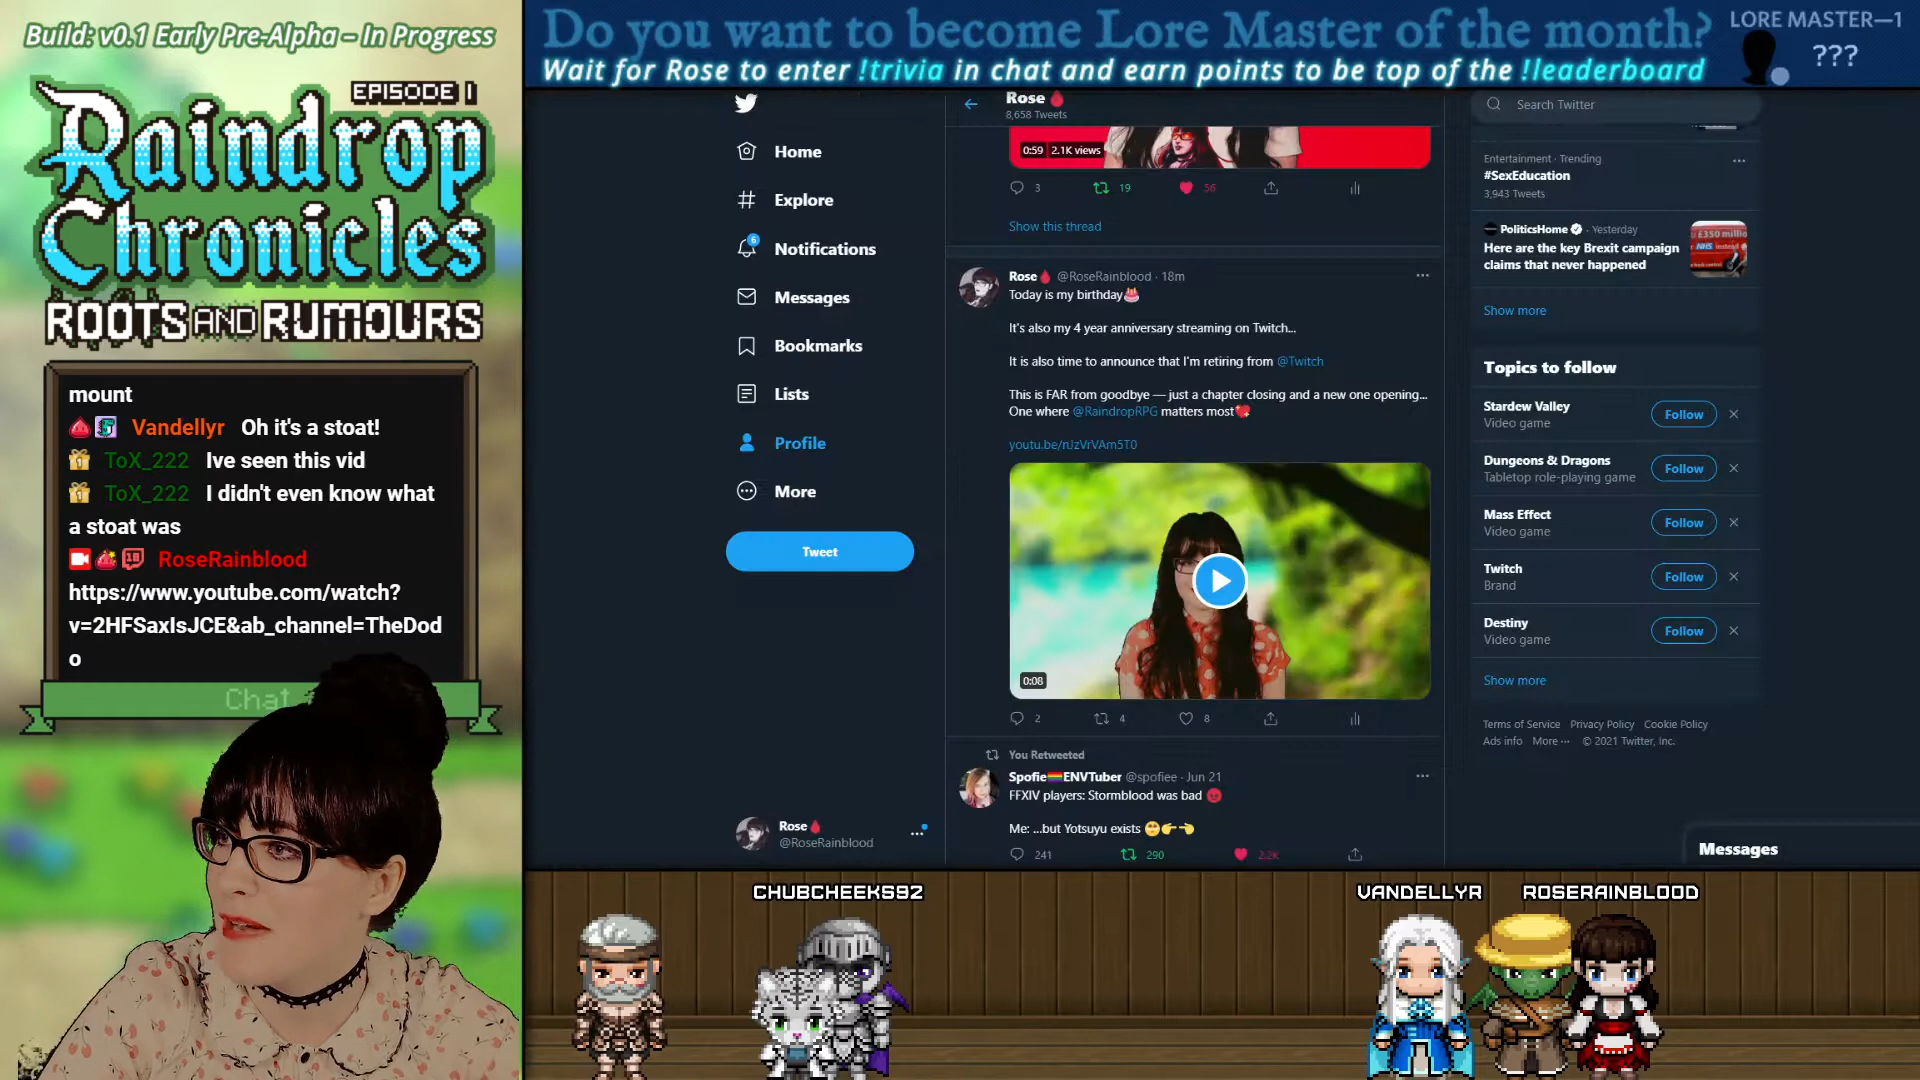 Build: v0.1 Early Pre-Alpha – In Progress
EPISODE I
Raindrop
Chronicles
ROOTS AND RUMOURS
mount
Vandellyr Oh it's a stoat!
ToX_222 Ive seen this vid
ToX_222 I didn't even know what
a stoat was
RoseRainblood
https://www.youtube.com/watch?
v=2HFSaxIsJCE&ab_channel=TheDod
o
Chat
Do you want to become Lore Master of the month?
Wait for Rose to enter !trivia in chat and earn points to be top of the !leaderboard
LORE MASTER—1
???
Home
Explore
6
Notifications
Messages
Bookmarks
Lists
Profile
More
Tweet
Rose
@RoseRainblood
Rose
8,658 Tweets
0:59 2.1K views
3 19 56
Show this thread
Rose @RoseRainblood · 18m
Today is my birthday
It's also my 4 year anniversary streaming on Twitch...
It is also time to announce that I'm retiring from @Twitch
This is FAR from goodbye — just a chapter closing and a new one opening...
One where @RaindropRPG matters most
youtu.be/rJzVrVAm5T0
0:08
2 4 8
You Retweeted
Spofie ENVTuber @spofiee · Jun 21
FFXIV players: Stormblood was bad
Me: ...but Yotsuyu exists
241 290 2.2K
Search Twitter
Entertainment · Trending
#SexEducation
3,943 Tweets
PoliticsHome · Yesterday
Here are the key Brexit campaign
claims that never happened
Show more
Topics to follow
Stardew Valley
Video game
Follow
Dungeons & Dragons
Tabletop role-playing game
Follow
Mass Effect
Video game
Follow
Twitch
Brand
Follow
Destiny
Video game
Follow
Show more
Terms of Service Privacy Policy Cookie Policy
Ads info More ··· © 2021 Twitter, Inc.
Messages
CHUBCHEEKS92
VANDELLYR
ROSERAINBLOOD